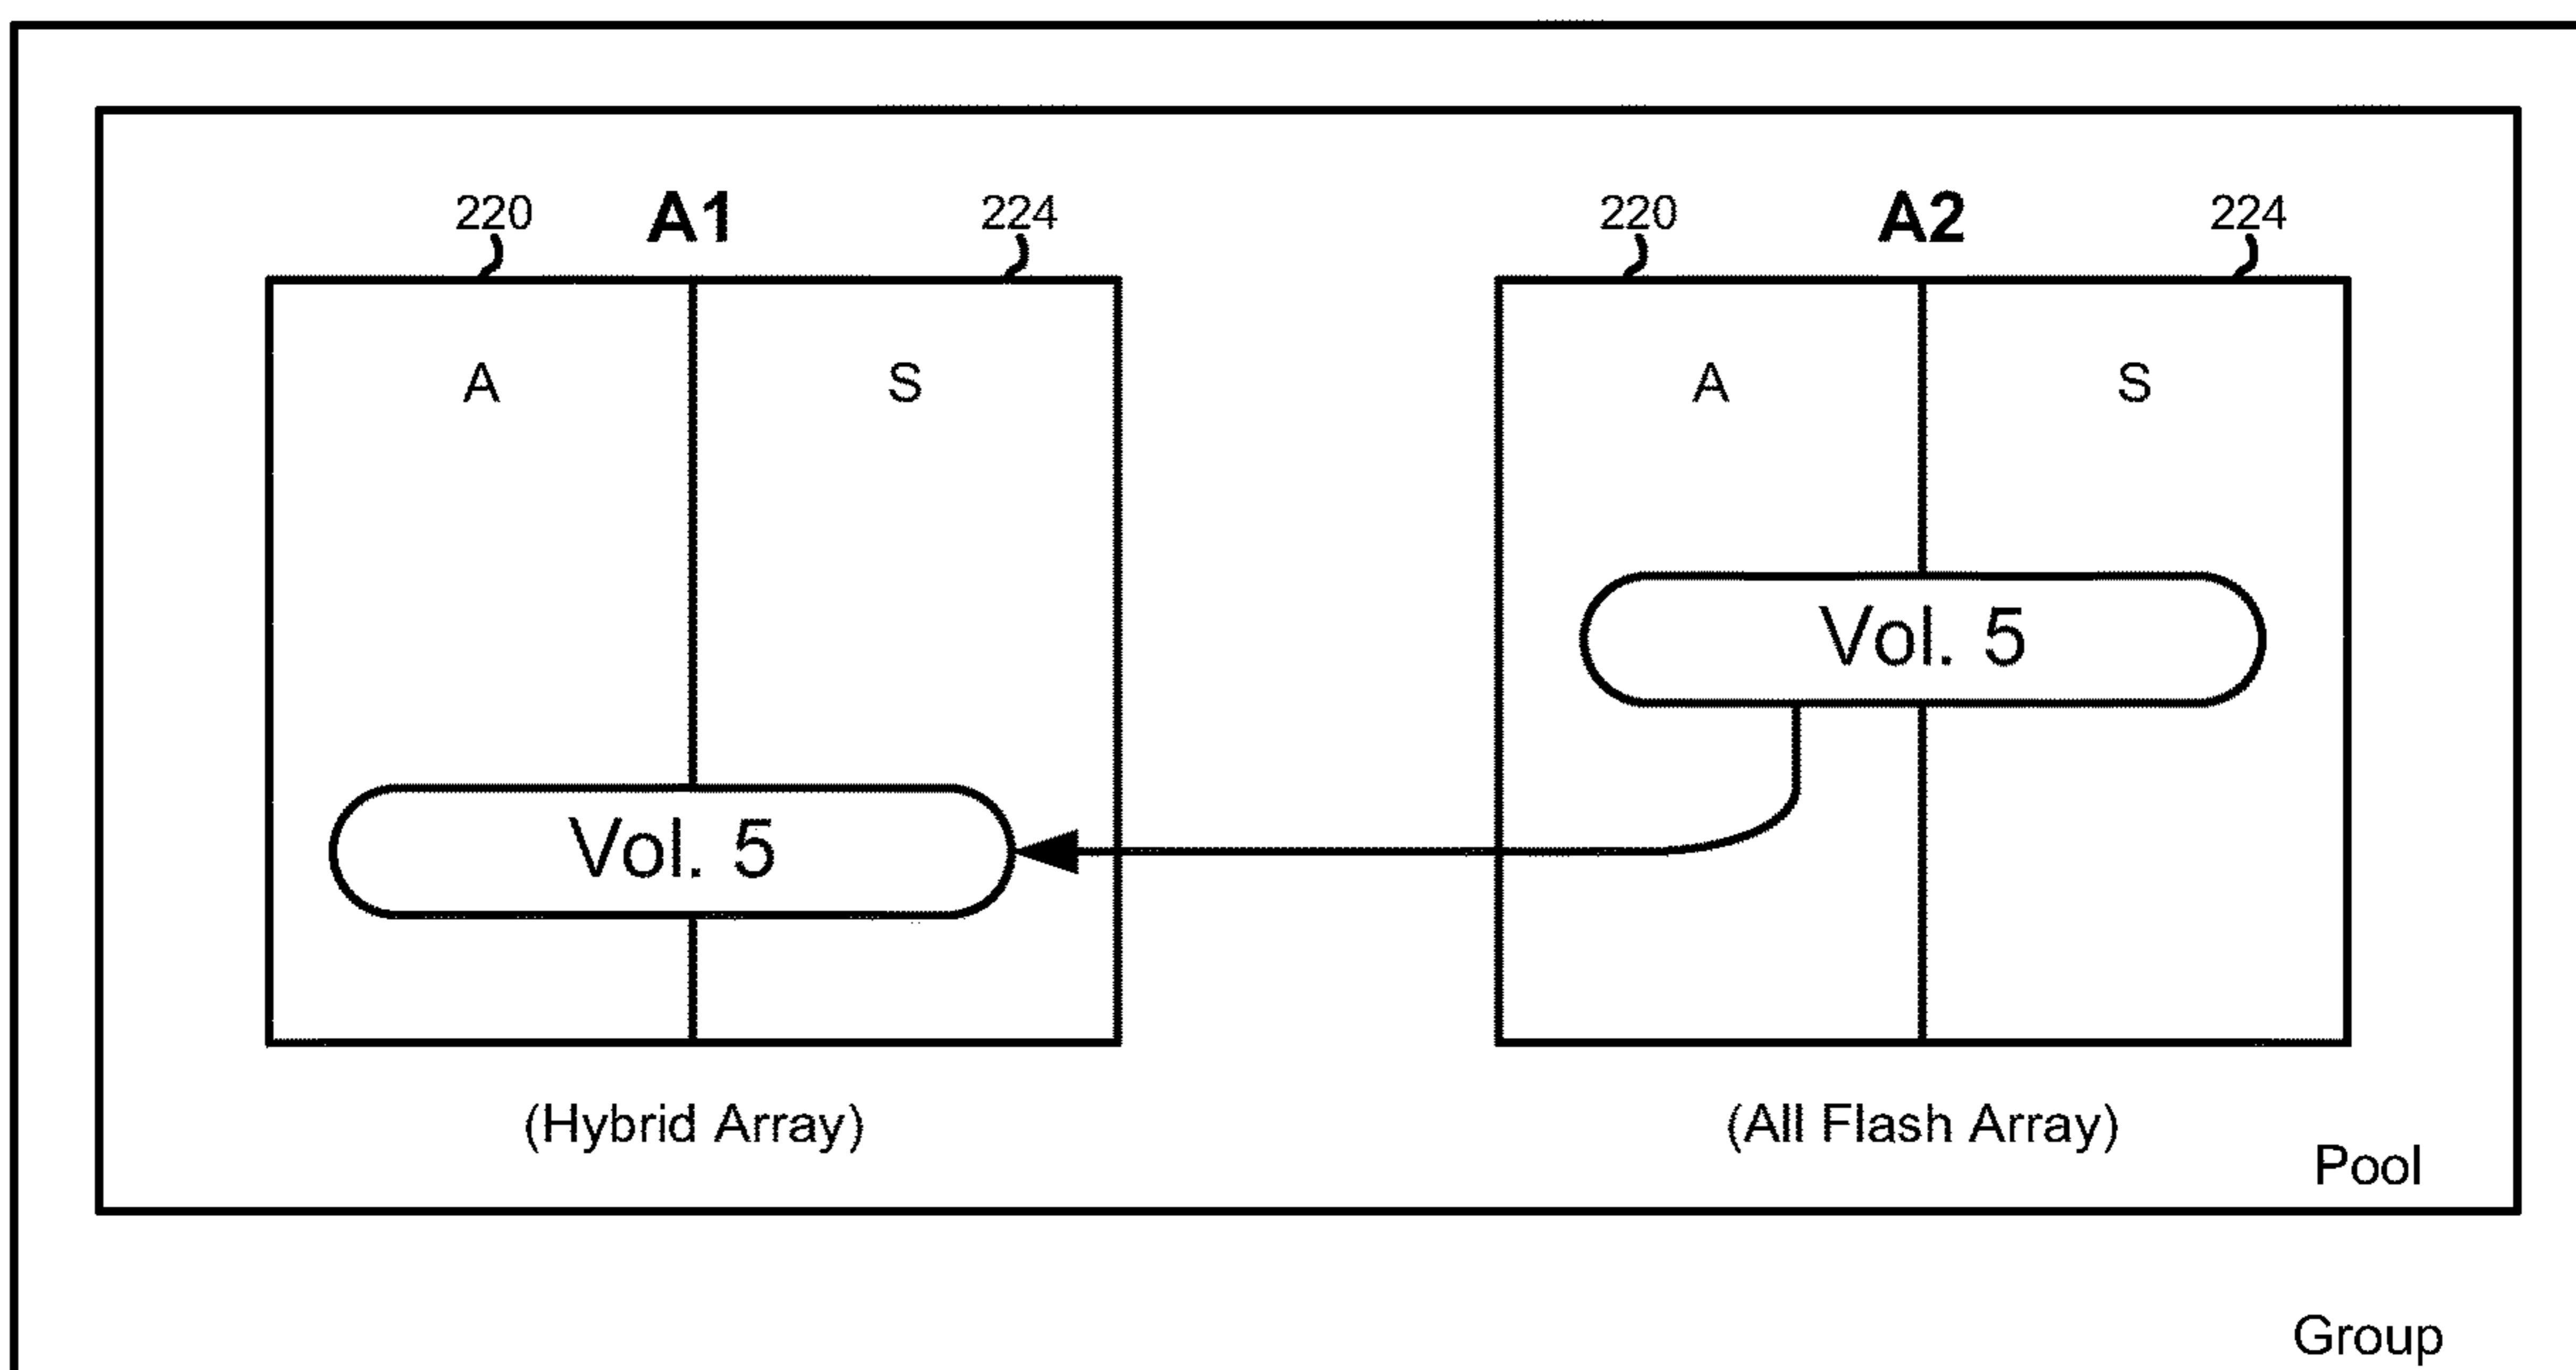 220 A1 224
220 A2 224
A S
A S
Vol. 5
Vol. 5
(Hybrid Array)
(All Flash Array)
Pool
Group